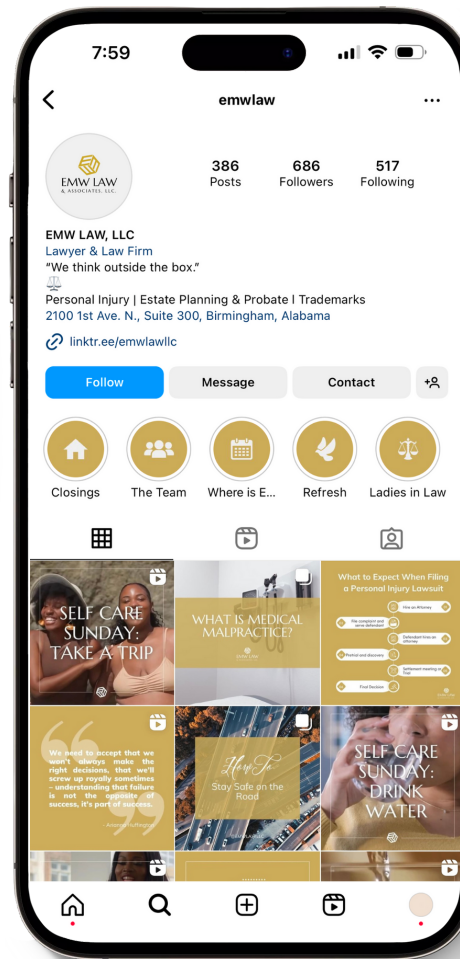 7:59
emwlaw
EMW LAW
& ASSOCIATES, LLC.
386
Posts
686
Followers
517
Following
EMW LAW, LLC
Lawyer & Law Firm
"We think outside the box."
Personal Injury | Estate Planning & Probate I Trademarks
2100 1st Ave. N., Suite 300, Birmingham, Alabama
linktr.ee/emwlawllc
Follow
Message
Contact
Closings
The Team
Where is E...
Refresh
Ladies in Law
SELF CARE
SUNDAY:
TAKE A TRIP
WHAT IS MEDICAL
MALPRACTICE?
What to Expect When Filing
a Personal Injury Lawsuit
Hire an Attorney
File complaint and
serve defendant
Defendant hires an
attorney
Pretrial and discovery
Settlement meeting or
Trial
Final Decision
We need to accept that we
won't always make the
right decisions, that we'll
screw up royally sometimes
– understanding that failure
is not the opposite of
success, it's part of success.
- Arianna Huffington
How To
Stay Safe on the
Road
SELF CARE
SUNDAY:
DRINK
WATER